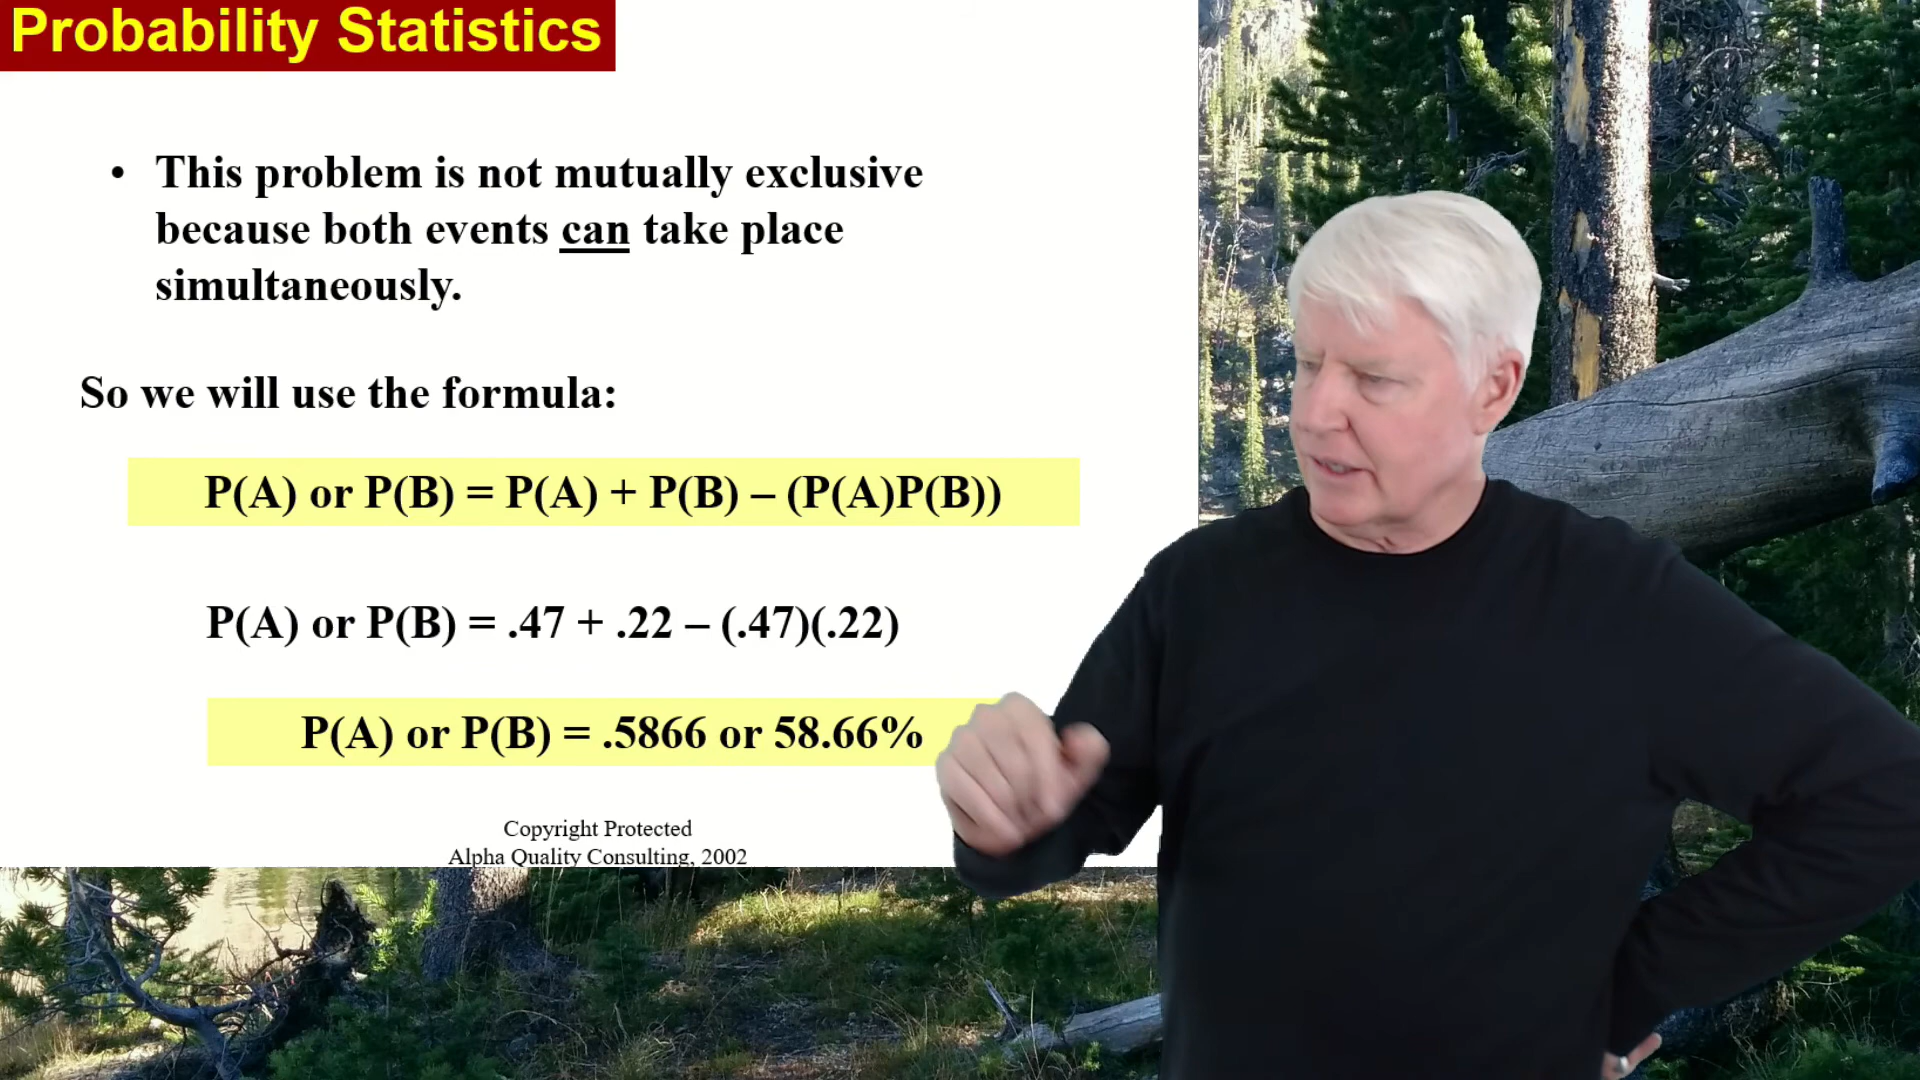 Probability Statistics
• This problem is not mutually exclusive
because both events can take place
simultaneously.
So we will use the formula:
P(A) or P(B) = P(A) + P(B) – (P(A)P(B))
P(A) or P(B) = .47 + .22 – (.47)(.22)
P(A) or P(B) = .5866 or 58.66%
Copyright Protected
Alpha Quality Consulting, 2002